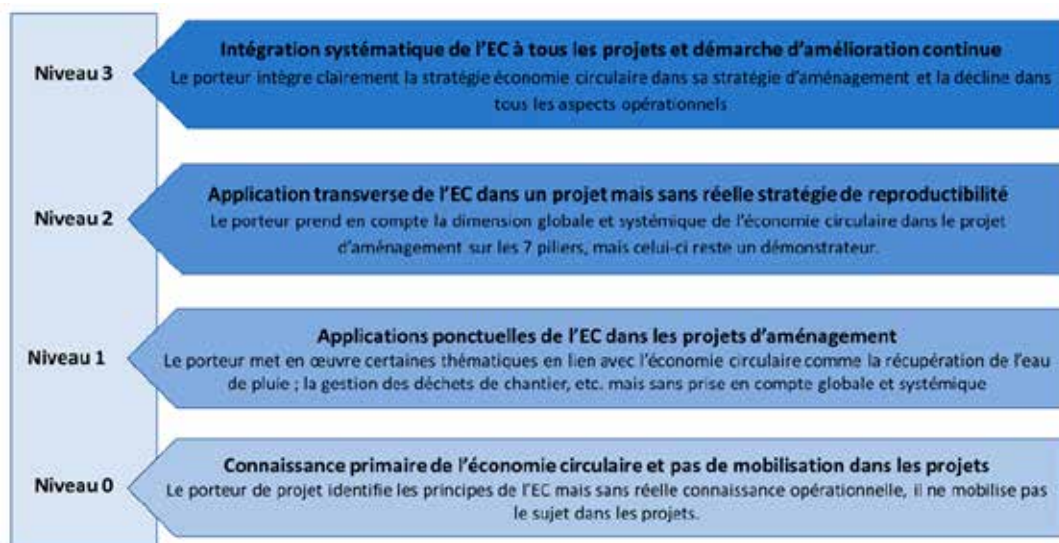 Niveau 3
Intégration systématique de l'EC à tous les projets et démarche d'amélioration continue
Le porteur intègre clairement la stratégie économie circulaire dans sa stratégie d'aménagement et la décline dans
tous les aspects opérationnels
Niveau 2
Application transverse de l'EC dans un projet mais sans réelle stratégie de reproductibilité
Le porteur prend en compte la dimension globale et systémique de l'économie circulaire dans le projet
d'aménagement sur les 7 piliers, mais celui-ci reste un démonstrateur.
Niveau 1
Applications ponctuelles de l'EC dans les projets d'aménagement
Le porteur met en œuvre certaines thématiques en lien avec l'économie circulaire comme la récupération de l'eau
de pluie ; la gestion des déchets de chantier, etc. mais sans prise en compte globale et systémique
Niveau 0
Connaissance primaire de l'économie circulaire et pas de mobilisation dans les projets
Le porteur de projet identifie les principes de l'EC mais sans réelle connaissance opérationnelle, il ne mobilise pas
le sujet dans les projets.